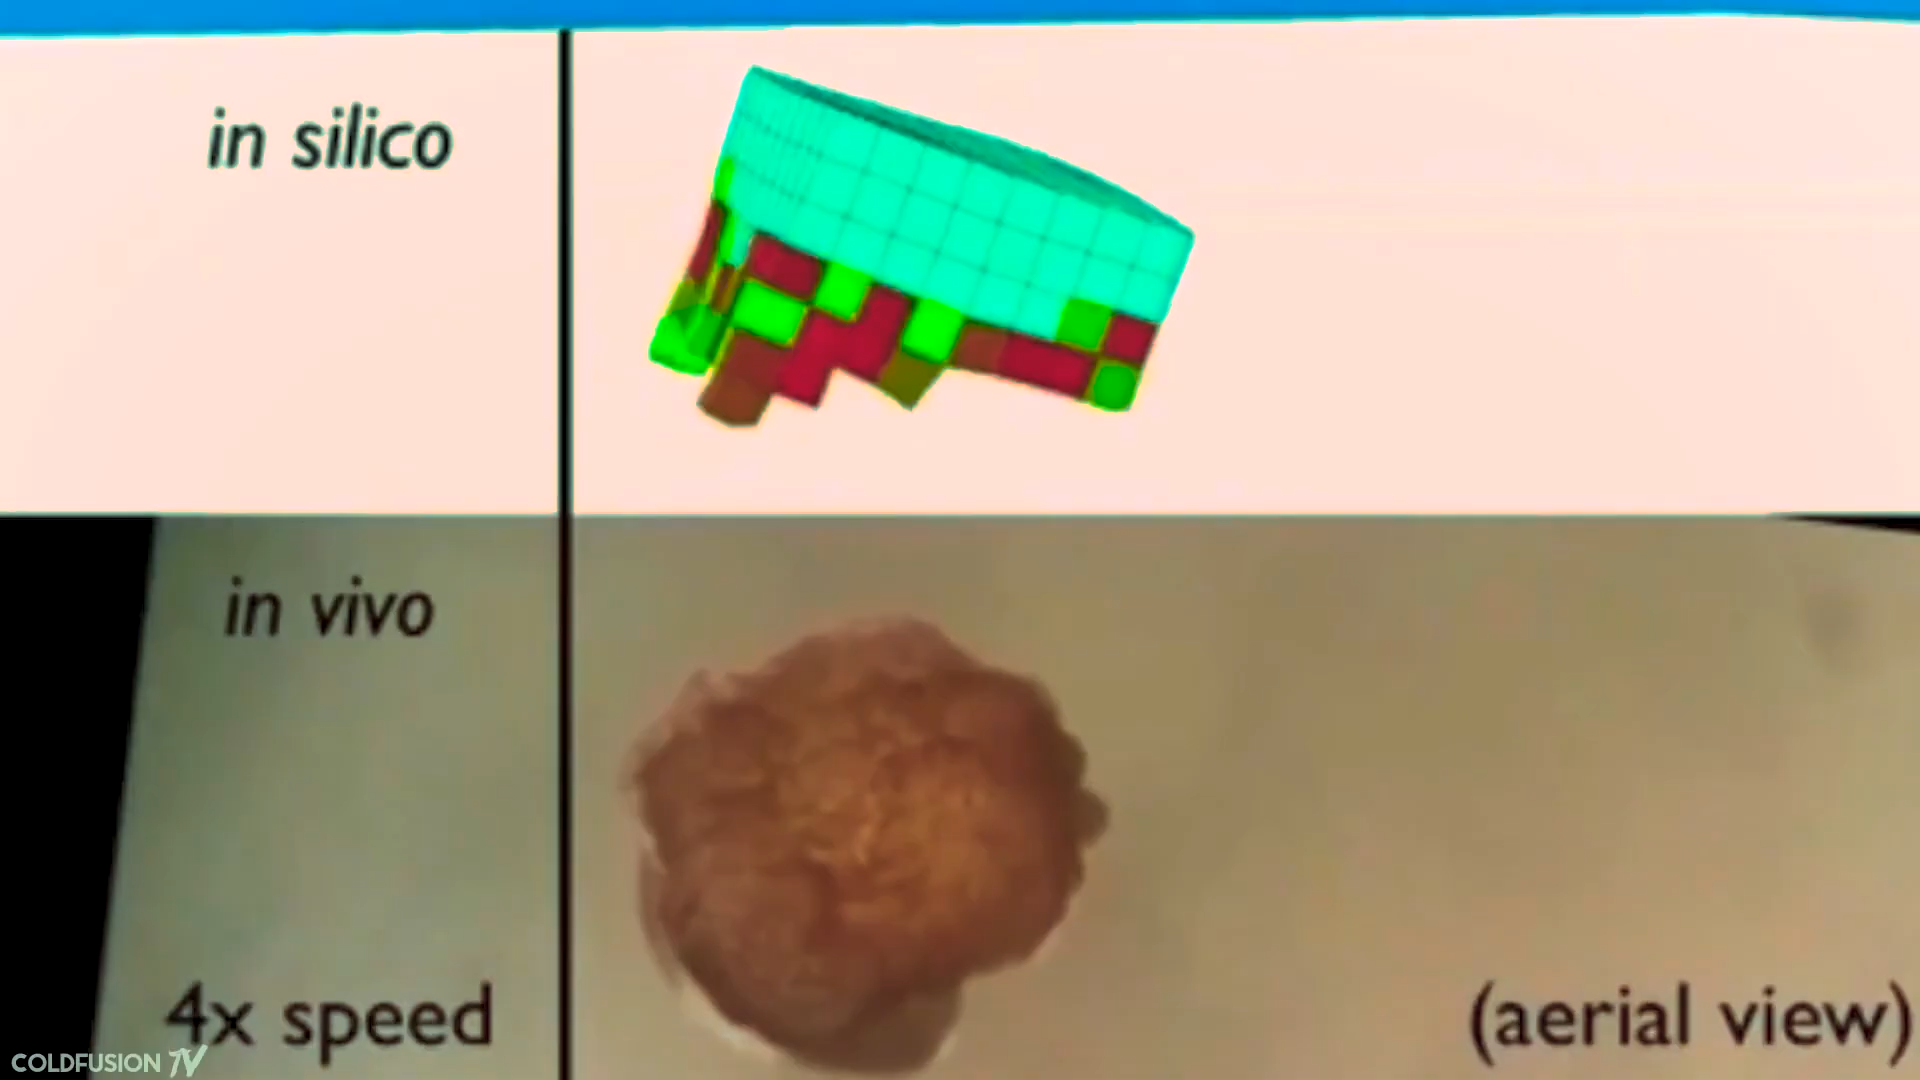 in silico
in vivo
4x speed
(aerial view)
COLDFUSION TV